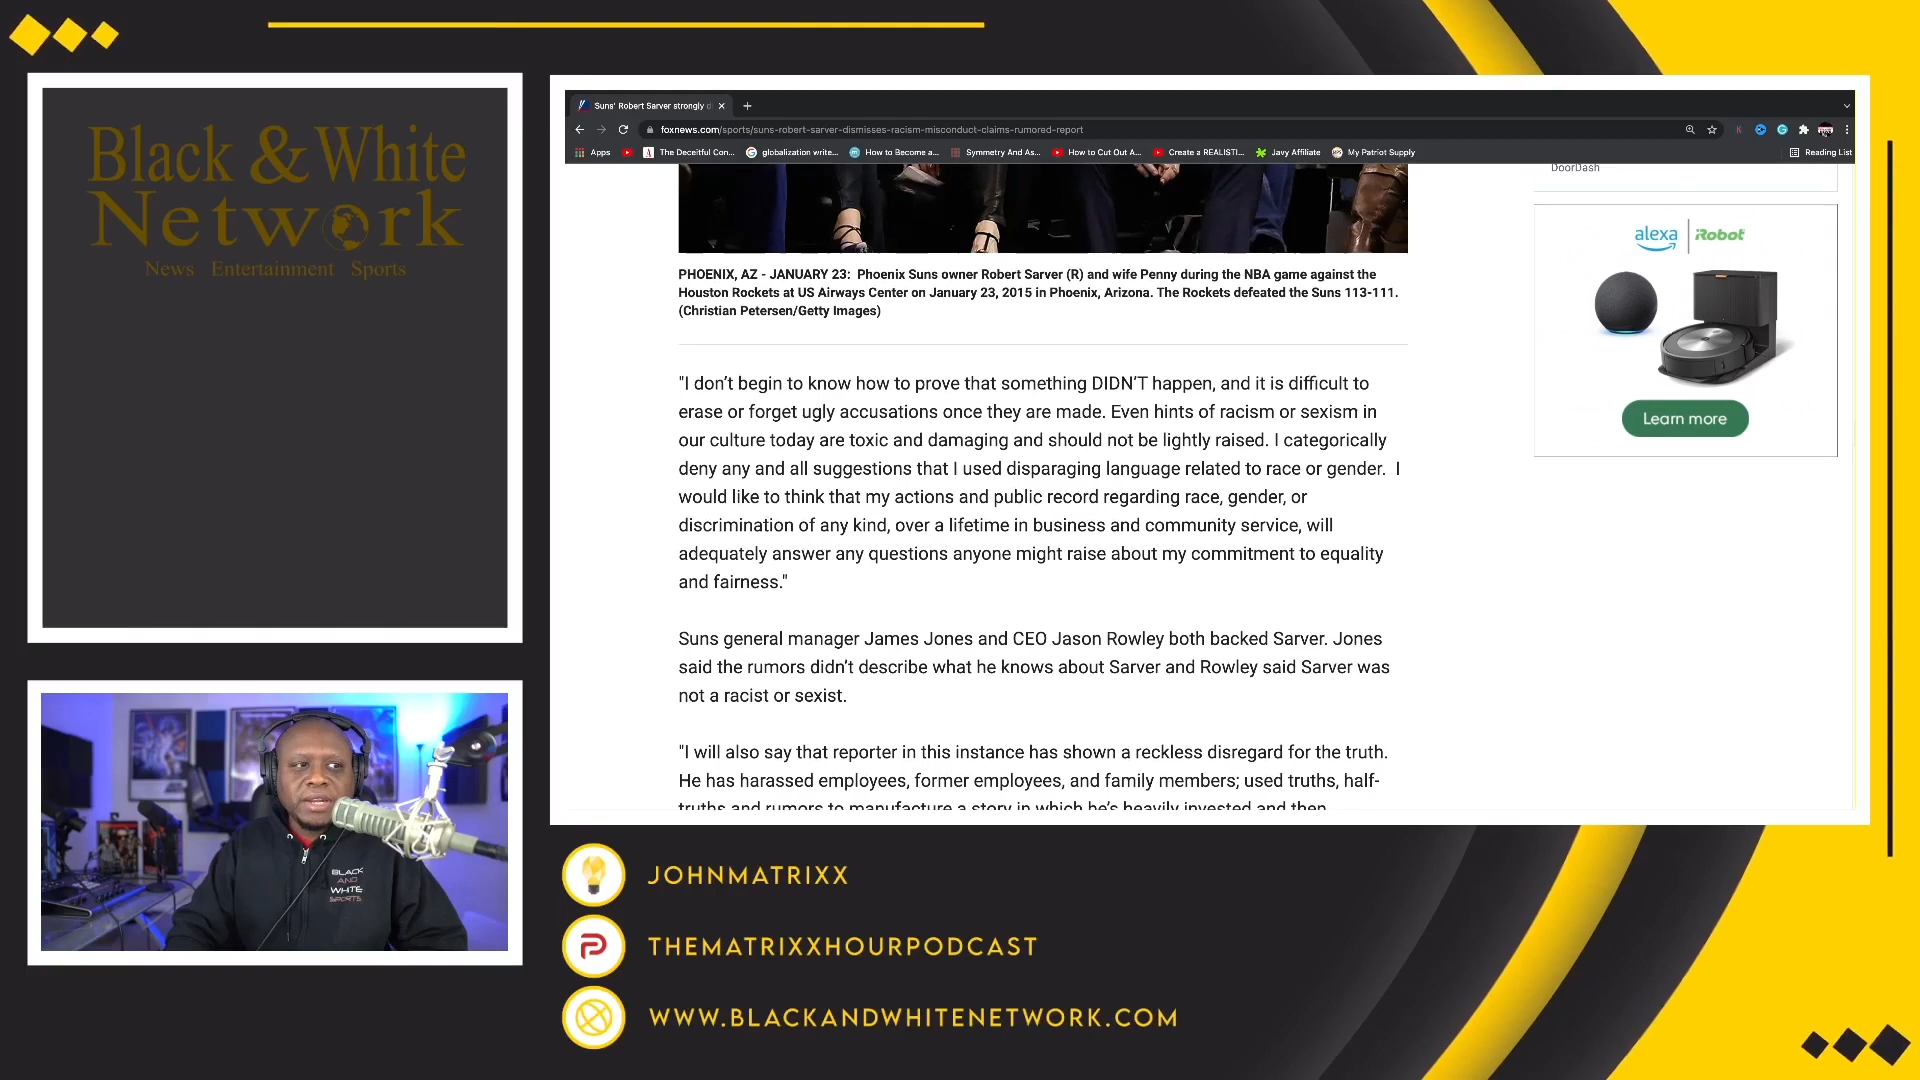 Black & White
Network
News Entertainment Sports
Suns' Robert Sarver strongly d
foxnews.com/sports/suns-robert-sarver-dismisses-racism-misconduct-claims-rumored-report
Apps
The Deceitful Con...
globalization write...
How to Become a...
Symmetry And As...
How to Cut Out A...
Create a REALISTI...
Javy Affiliate
My Patriot Supply
Reading List
DoorDash
alexa | iRobot
Learn more
PHOENIX, AZ - JANUARY 23: Phoenix Suns owner Robert Sarver (R) and wife Penny during the NBA game against the
Houston Rockets at US Airways Center on January 23, 2015 in Phoenix, Arizona. The Rockets defeated the Suns 113-111.
(Christian Petersen/Getty Images)
"I don’t begin to know how to prove that something DIDN’T happen, and it is difficult to
erase or forget ugly accusations once they are made. Even hints of racism or sexism in
our culture today are toxic and damaging and should not be lightly raised. I categorically
deny any and all suggestions that I used disparaging language related to race or gender. I
would like to think that my actions and public record regarding race, gender, or
discrimination of any kind, over a lifetime in business and community service, will
adequately answer any questions anyone might raise about my commitment to equality
and fairness."
Suns general manager James Jones and CEO Jason Rowley both backed Sarver. Jones
said the rumors didn’t describe what he knows about Sarver and Rowley said Sarver was
not a racist or sexist.
"I will also say that reporter in this instance has shown a reckless disregard for the truth.
He has harassed employees, former employees, and family members; used truths, half-
truths and rumors to manufacture a story in which he’s heavily invested and then
BLACK
AND
WHITE
SPORTS
JOHNMATRIXX
THEMATRIXXHOURPODCAST
WWW.BLACKANDWHITENETWORK.COM